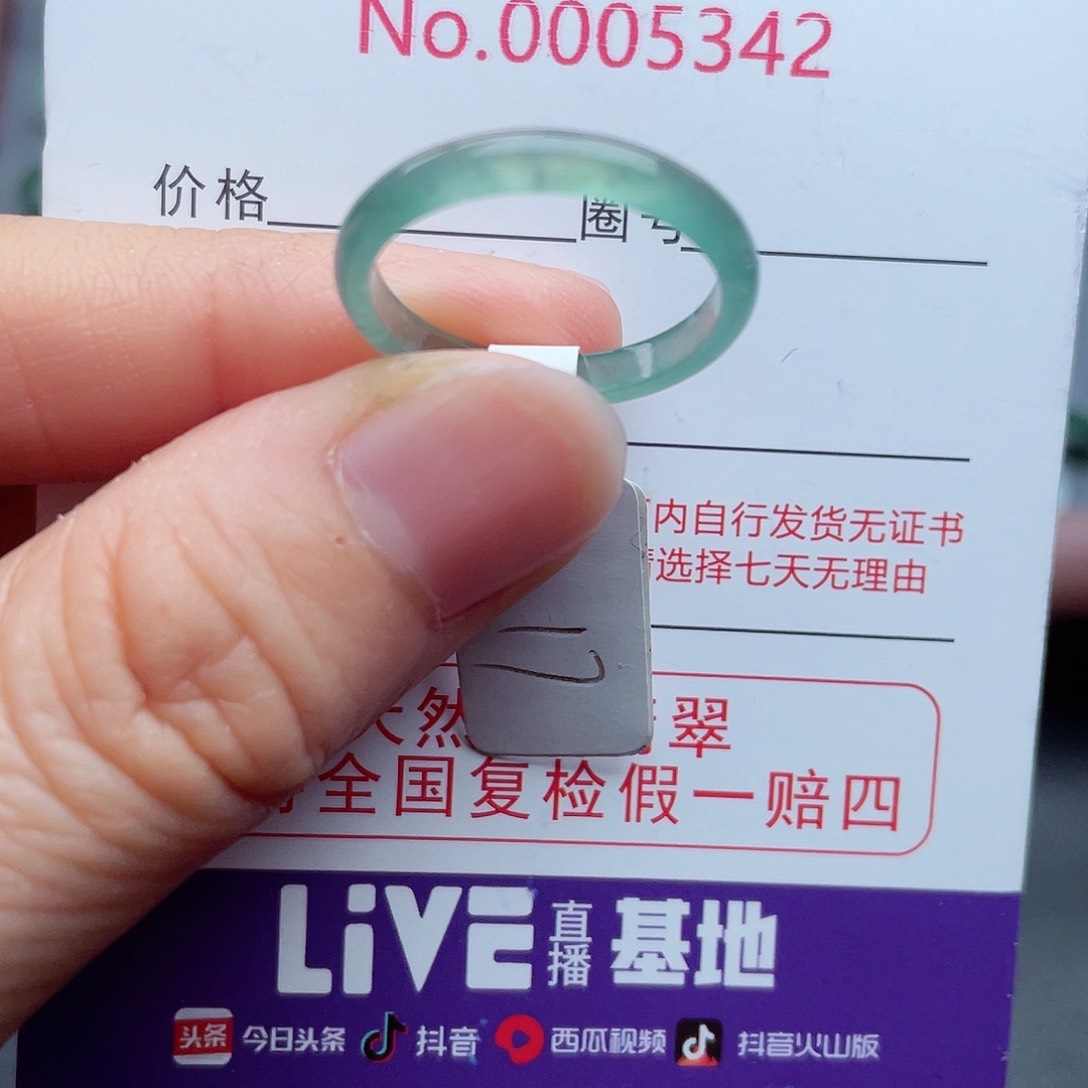 No.0005342
价格 圈号
内自行发货无证书
请选择七天无理由
天然 翡翠
全国复检假一赔四
LiVE 直播 基地
头条 今日头条 抖音 西瓜视频 抖音火山版